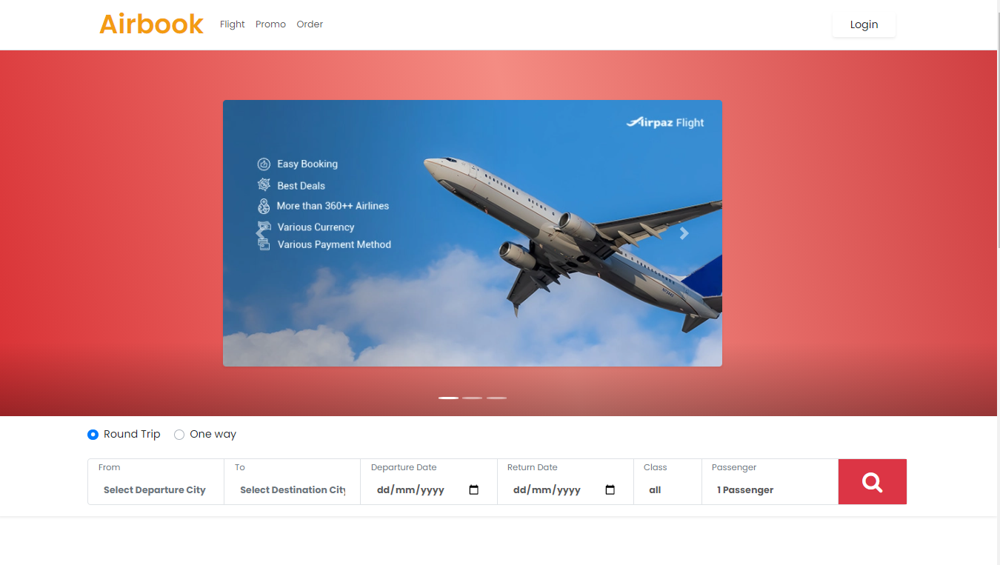 Airbook Flight Promo Order Login
Airpaz Flight
Easy Booking
Best Deals
More than 360++ Airlines
Various Currency
Various Payment Method
Round Trip One way
From To Departure Date Return Date Class Passenger
Select Departure City Select Destination City dd/mm/yyyy dd/mm/yyyy all 1 Passenger